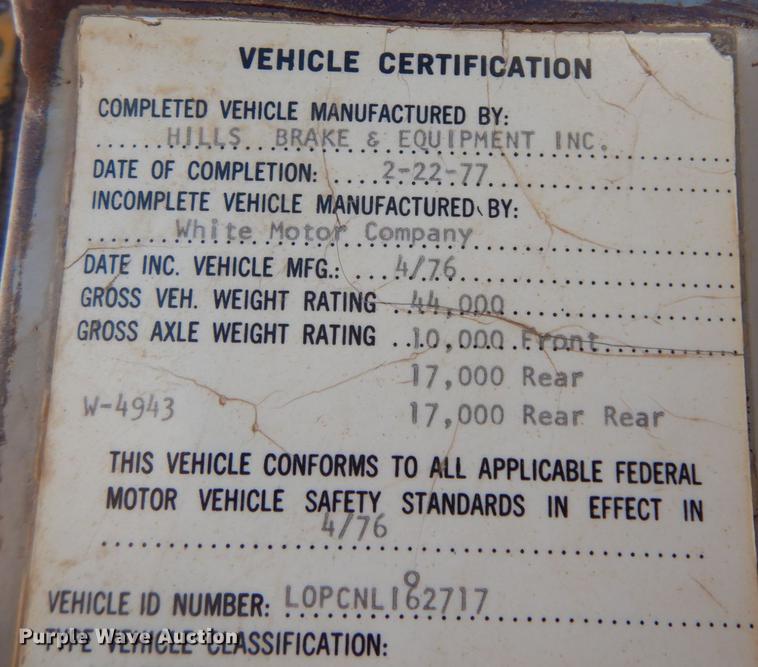 VEHICLE CERTIFICATION
COMPLETED VEHICLE MANUFACTURED BY:
HILLS BRAKE & EQUIPMENT INC.
DATE OF COMPLETION: 2-22-77
INCOMPLETE VEHICLE MANUFACTURED BY:
White Motor Company
DATE INC. VEHICLE MFG.: 4/76
GROSS VEH. WEIGHT RATING 44,000
GROSS AXLE WEIGHT RATING 10,000 Front
17,000 Rear
W-4943 17,000 Rear Rear
THIS VEHICLE CONFORMS TO ALL APPLICABLE FEDERAL
MOTOR VEHICLE SAFETY STANDARDS IN EFFECT IN
4/76
VEHICLE ID NUMBER: LOPCNL1062717
TYPE VEHICLE CLASSIFICATION:
Purple Wave Auction